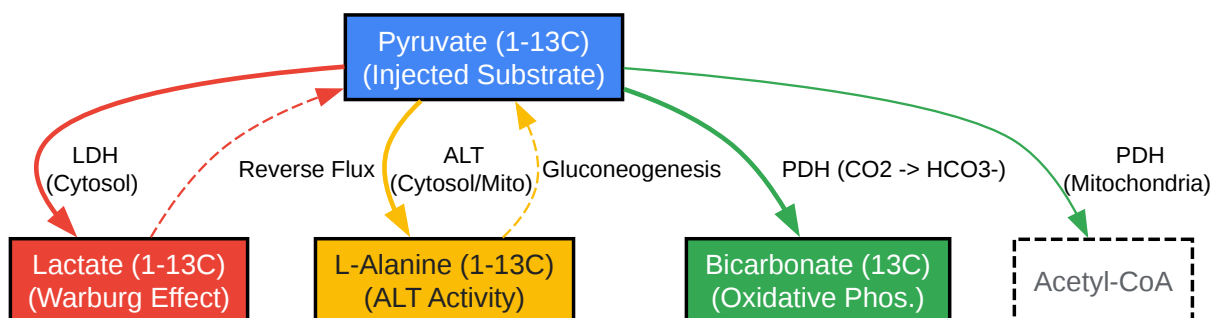 Pyruvate (1-13C)
(Injected Substrate)
LDH
(Cytosol)
Reverse Flux
ALT
(Cytosol/Mito)
Gluconeogenesis
PDH (CO2 -> HCO3-)
PDH
(Mitochondria)
Lactate (1-13C)
(Warburg Effect)
L-Alanine (1-13C)
(ALT Activity)
Bicarbonate (13C)
(Oxidative Phos.)
Acetyl-CoA